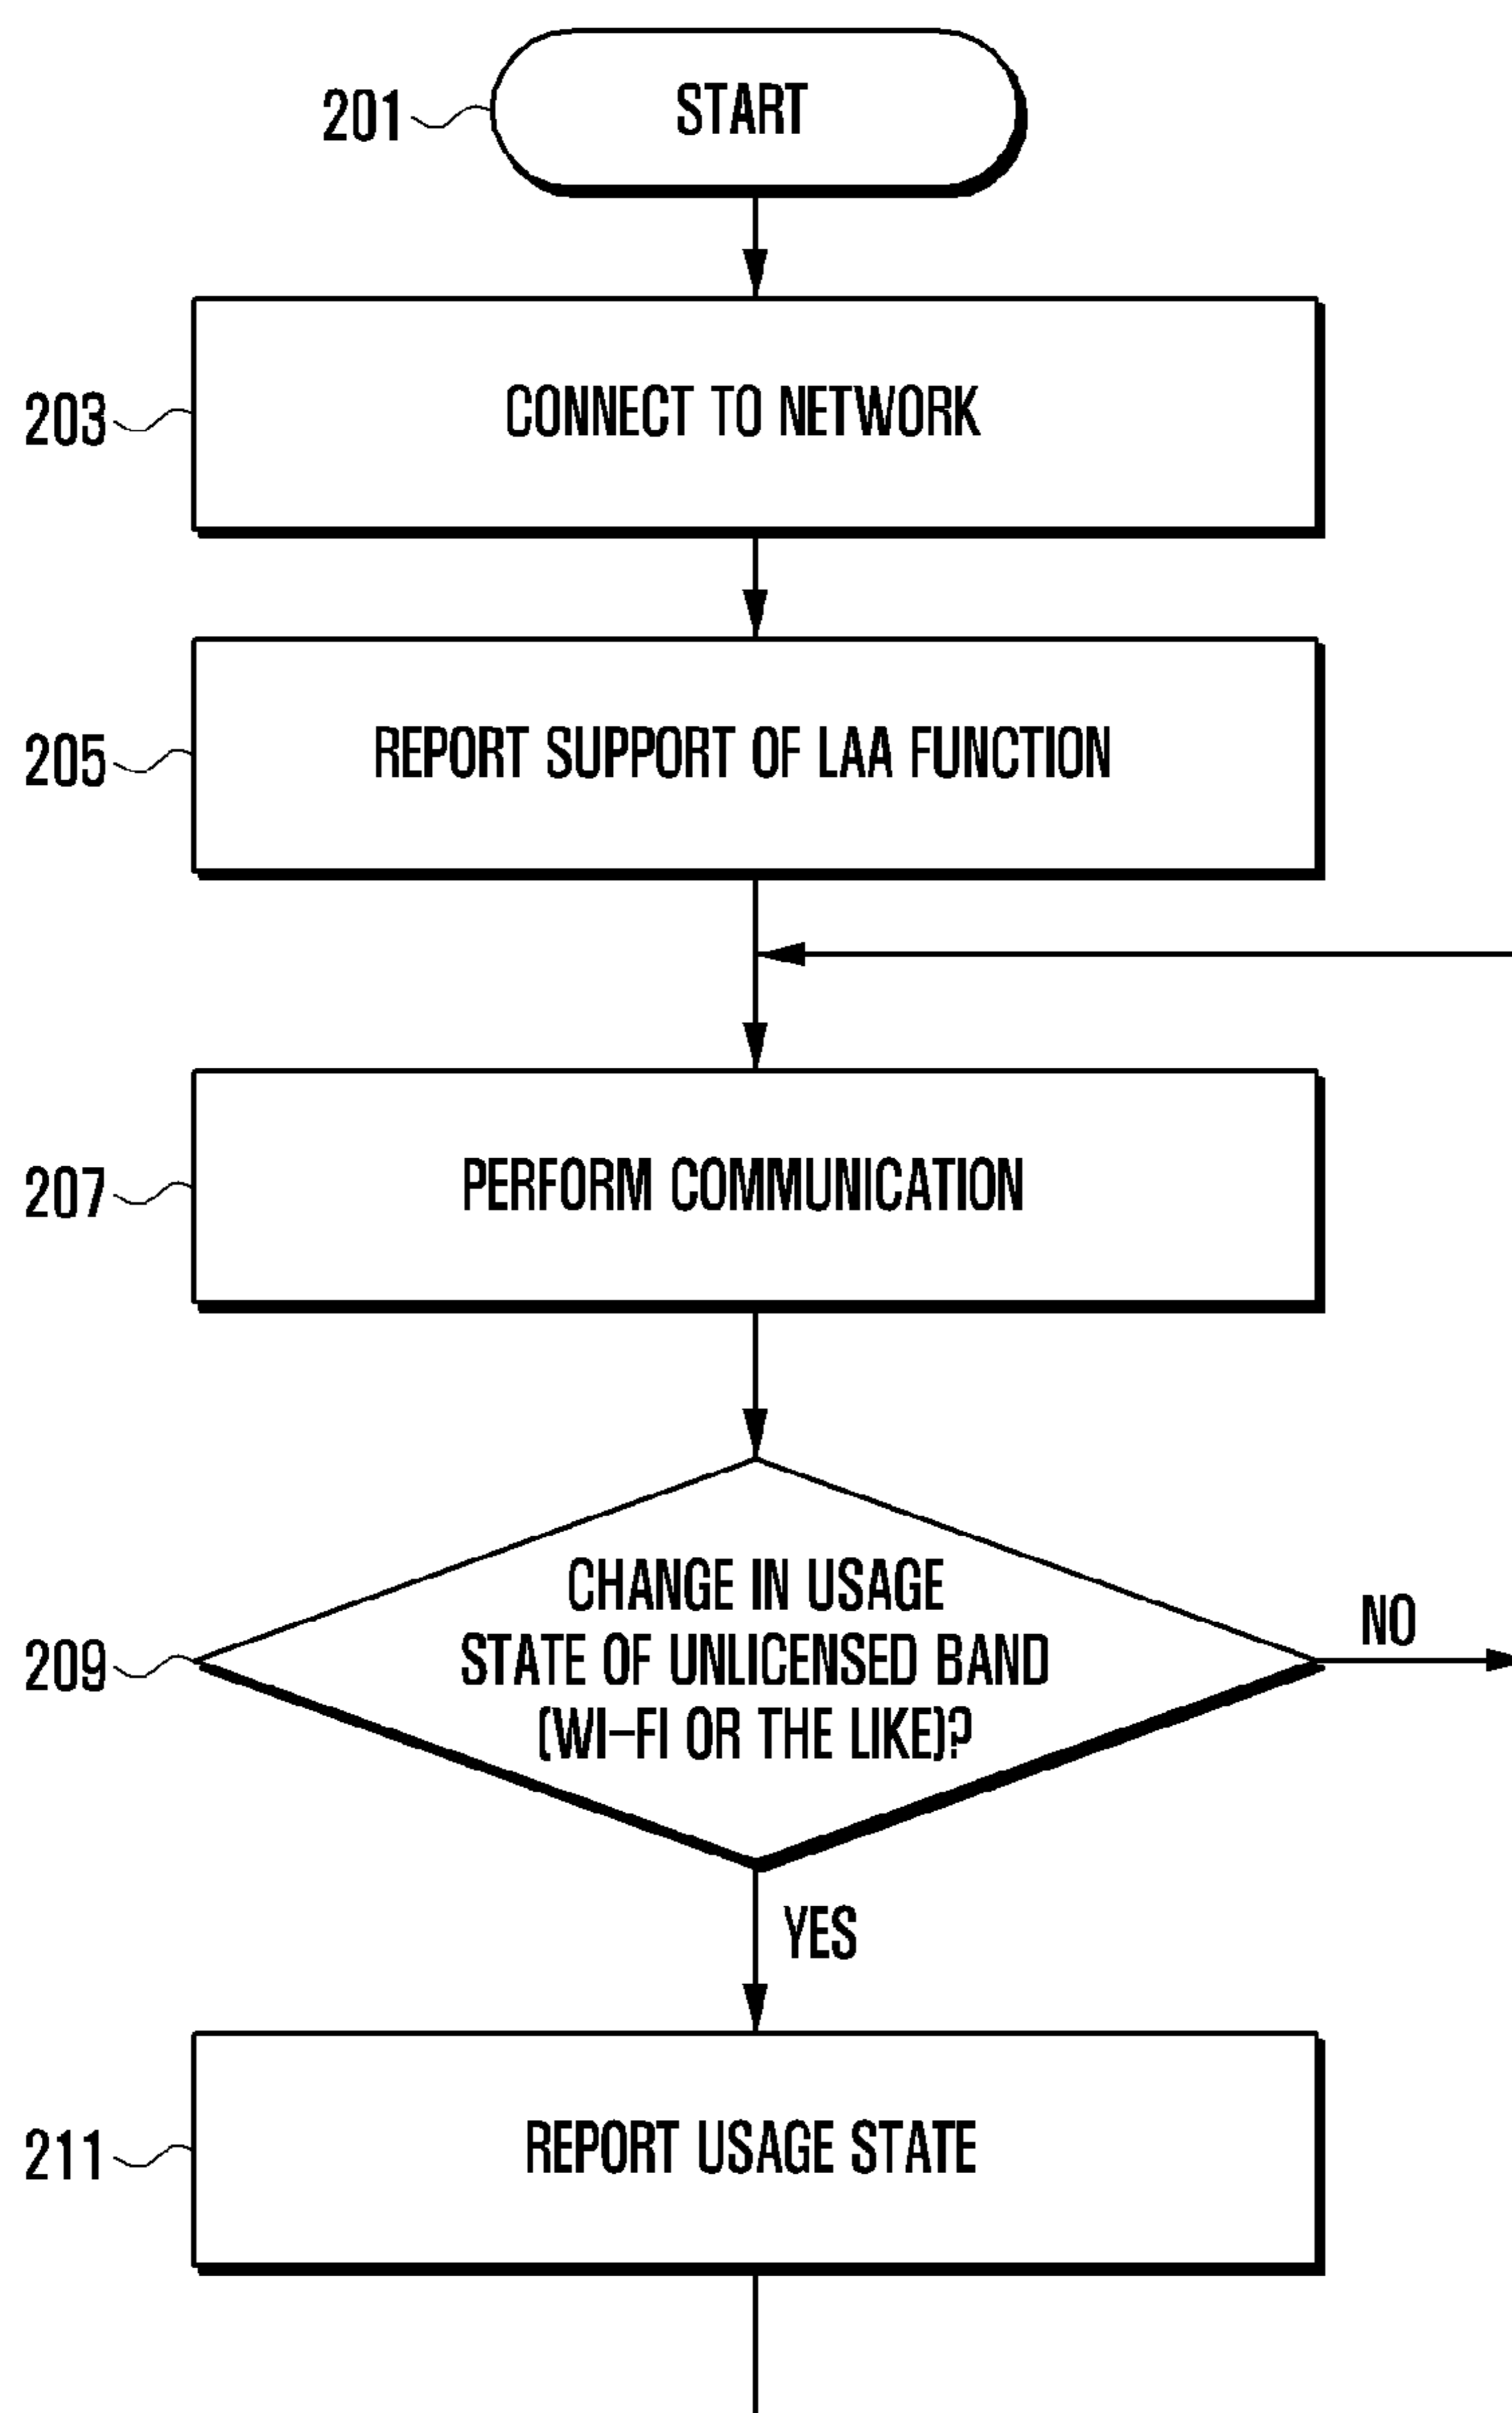 201
START
203
CONNECT TO NETWORK
205
REPORT SUPPORT OF LAA FUNCTION
207
PERFORM COMMUNICATION
209
CHANGE IN USAGE
STATE OF UNLICENSED BAND
(WI-FI OR THE LIKE)?
NO
YES
211
REPORT USAGE STATE